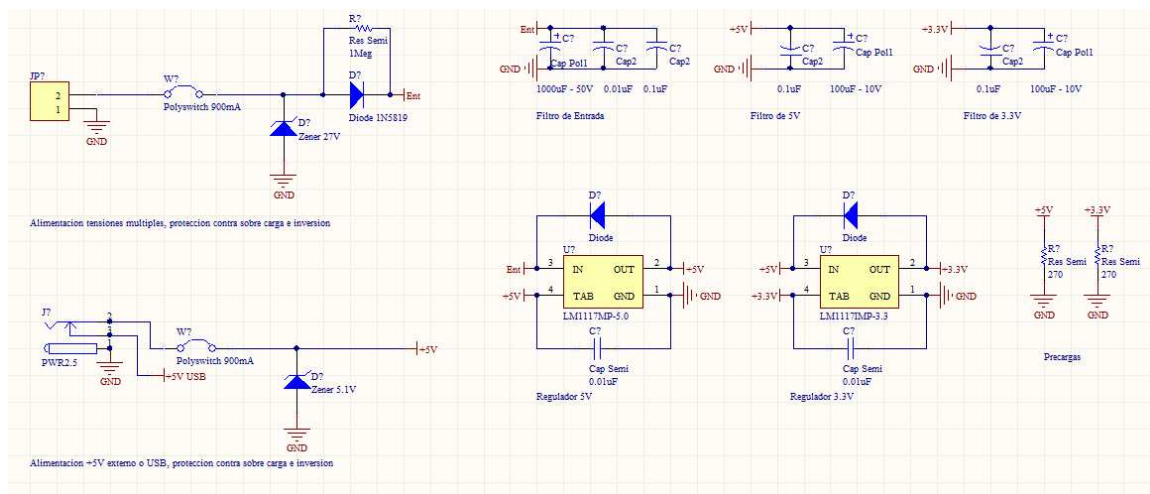 R?
Res Semi
1Meg
JP?
2
1
GND
W?
Polyswitch 900mA
D?
Diode 1N5819
Ent
D?
Zener 27V
GND
Alimentacion tensiones multiples, proteccion contra sobre carga e inversion
Ent
C?
Cap Pol1
C?
Cap2
C?
Cap2
GND
1000uF - 50V
0.01uF
0.1uF
Filtro de Entrada
+5V
C?
Cap2
C?
Cap Pol1
GND
0.1uF
100uF - 10V
Filtro de 5V
+3.3V
C?
Cap2
C?
Cap Pol1
GND
0.1uF
100uF - 10V
Filtro de 3.3V
J?
2
PWR2.5
1
GND
+5V USB
W?
Polyswitch 900mA
+5V
D?
Zener 5.1V
GND
Alimentacion +5V externo o USB, proteccion contra sobre carga e inversion
D?
Diode
U?
Ent
3
IN
OUT
2
+5V
+5V
4
TAB
GND
1
GND
LM1117MP-5.0
C?
Cap Semi
0.01uF
Regulador 5V
D?
Diode
U?
+5V
3
IN
OUT
2
+3.3V
+3.3V
4
TAB
GND
1
GND
LM1117IMP-3.3
C?
Cap Semi
0.01uF
Regulador 3.3V
+5V
R?
Res Semi
270
GND
+3.3V
R?
Res Semi
270
GND
Precargas